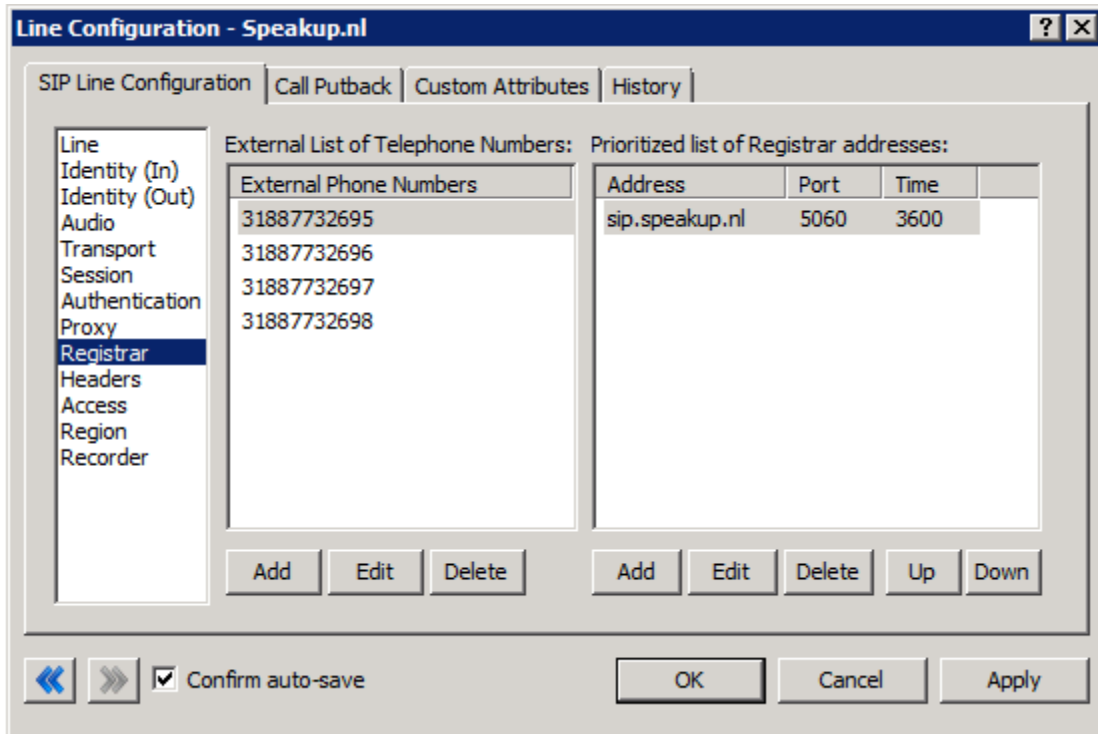 Line Configuration - Speakup.nl
SIP Line Configuration
Call Putback
Custom Attributes
History
Line
Identity (In)
Identity (Out)
Audio
Transport
Session
Authentication
Proxy
Registrar
Headers
Access
Region
Recorder
External List of Telephone Numbers:
External Phone Numbers
31887732695
31887732696
31887732697
31887732698
Add Edit Delete
Prioritized list of Registrar addresses:
Address Port Time
sip.speakup.nl 5060 3600
Add Edit Delete Up Down
Confirm auto-save
OK Cancel Apply